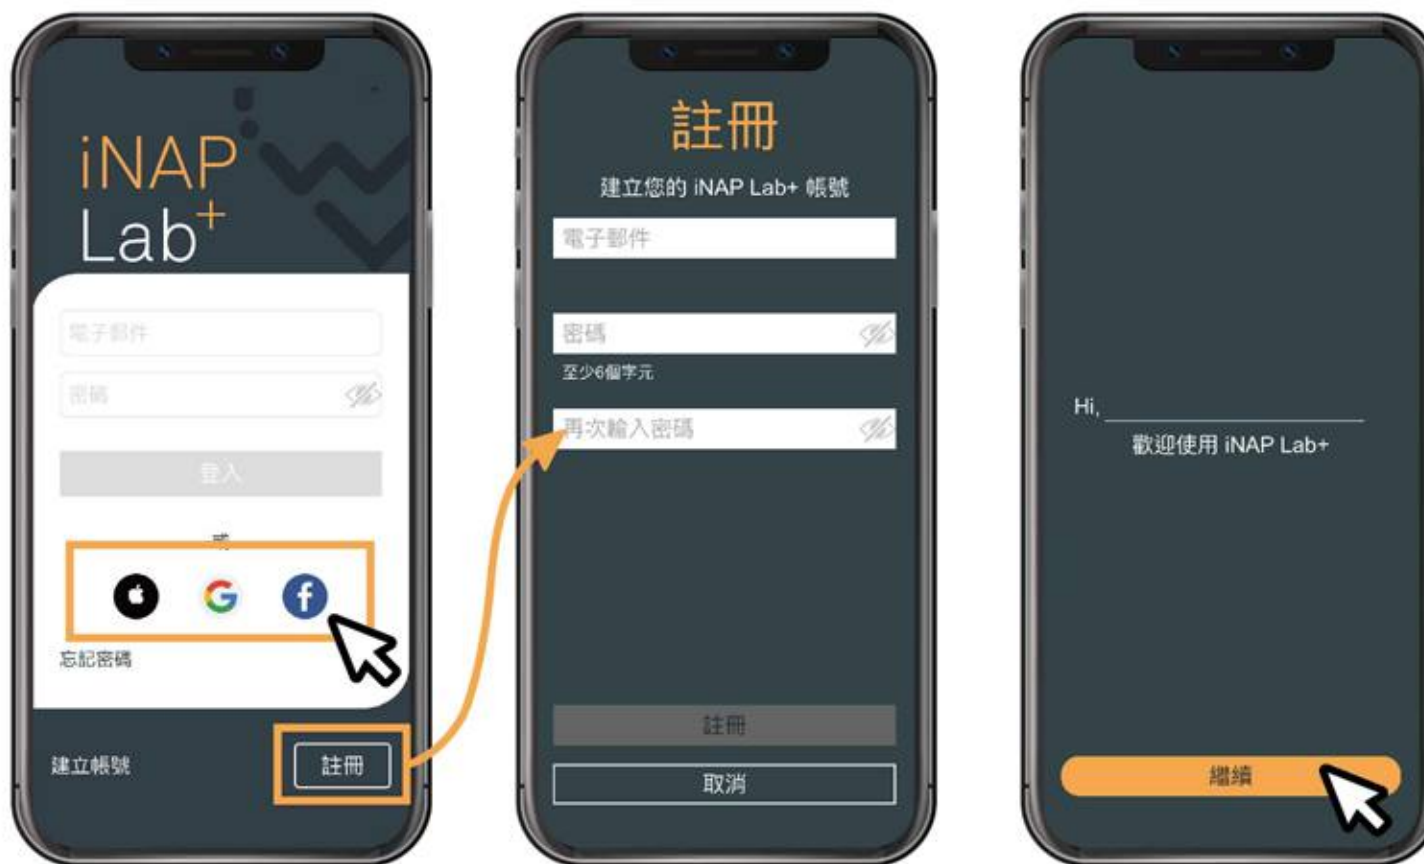 iNAP
Lab+
電子郵件
密碼
登入
或
忘記密碼
建立帳號
註冊
註冊
建立您的 iNAP Lab+ 帳號
電子郵件
密碼
至少6個字元
再次輸入密碼
註冊
取消
Hi,
歡迎使用 iNAP Lab+
繼續